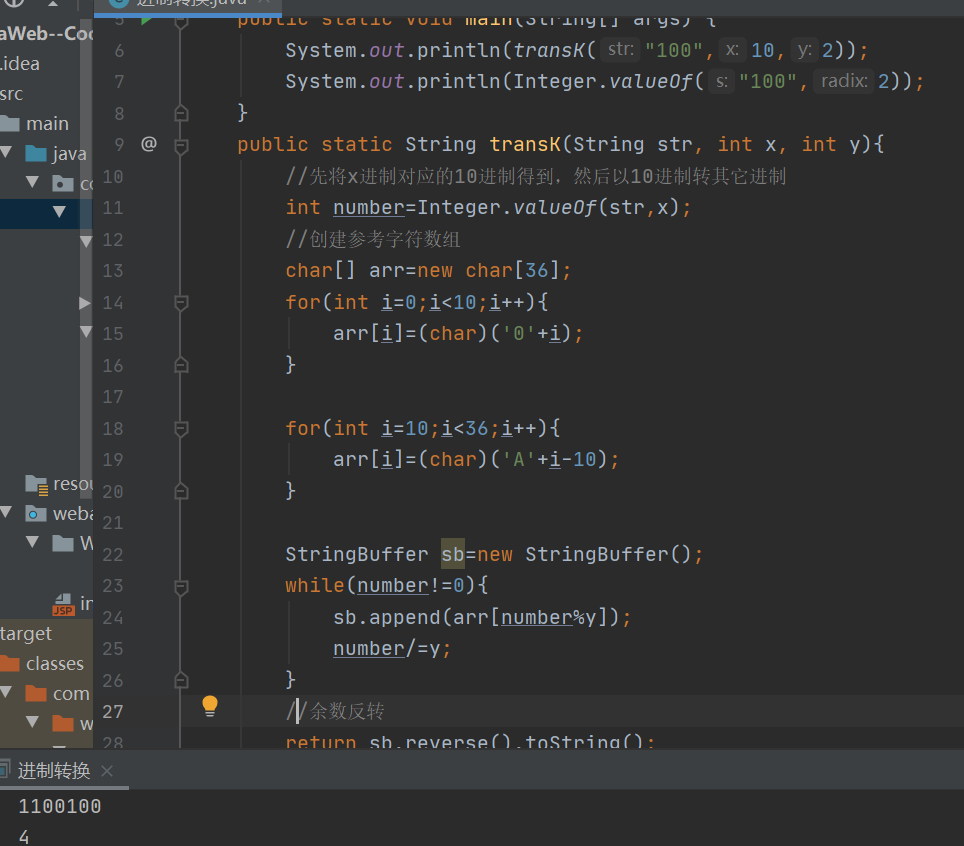 进制转换.java
aWeb--Coo
.idea
src
main
java
resou
weba
W
JSP
target
classes
com
w
5 public static void main(String[] args) {
6 System.out.println(transK( str: "100", x: 10, y: 2));
7 System.out.println(Integer.valueOf( s: "100", radix: 2));
8 }
9 @ public static String transK(String str, int x, int y){
10 //先将x进制对应的10进制得到，然后以10进制转其它进制
11 int number=Integer.valueOf(str,x);
12 //创建参考字符数组
13 char[] arr=new char[36];
14 for(int i=0;i<10;i++){
15 arr[i]=(char)('0'+i);
16 }
17
18 for(int i=10;i<36;i++){
19 arr[i]=(char)('A'+i-10);
20 }
21
22 StringBuffer sb=new StringBuffer();
23 while(number!=0){
24 sb.append(arr[number%y]);
25 number/=y;
26 }
27 //余数反转
28 return sb.reverse().toString();
进制转换
1100100
4